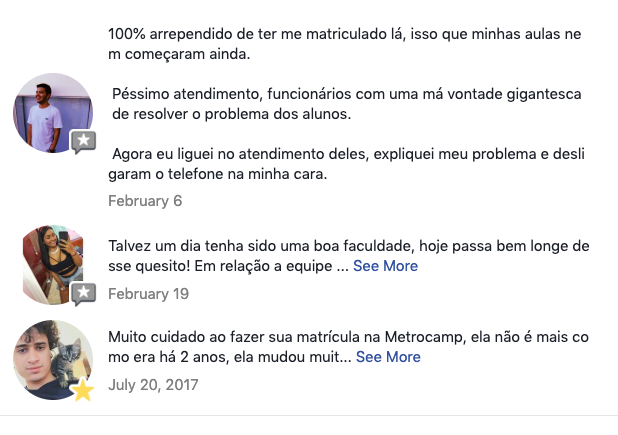 100% arrependido de ter me matriculado lá, isso que minhas aulas ne
m começaram ainda.
Péssimo atendimento, funcionários com uma má vontade gigantesca
de resolver o problema dos alunos.
Agora eu liguei no atendimento deles, expliquei meu problema e desli
garam o telefone na minha cara.
February 6
Talvez um dia tenha sido uma boa faculdade, hoje passa bem longe de
sse quesito! Em relação a equipe ... See More
February 19
Muito cuidado ao fazer sua matrícula na Metrocamp, ela não é mais co
mo era há 2 anos, ela mudou muit... See More
July 20, 2017